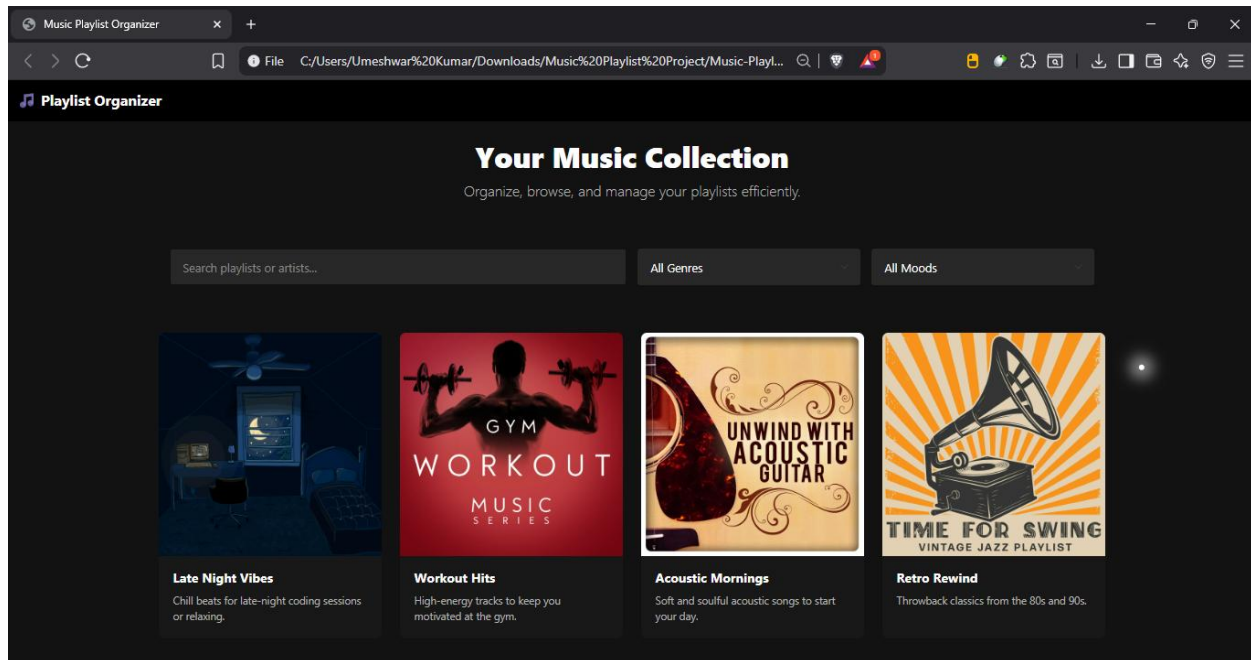 Music Playlist Organizer
File C:/Users/Umeshwar%20Kumar/Downloads/Music%20Playlist%20Project/Music-Playl... 1
Playlist Organizer
Your Music Collection
Organize, browse, and manage your playlists efficiently.
Search playlists or artists... All Genres All Moods
GYM
WORKOUT
MUSIC
SERIES
UNWIND WITH
ACOUSTIC
GUITAR
TIME FOR SWING
VINTAGE JAZZ PLAYLIST
Late Night Vibes
Chill beats for late-night coding sessions
or relaxing.
Workout Hits
High-energy tracks to keep you
motivated at the gym.
Acoustic Mornings
Soft and soulful acoustic songs to start
your day.
Retro Rewind
Throwback classics from the 80s and 90s.